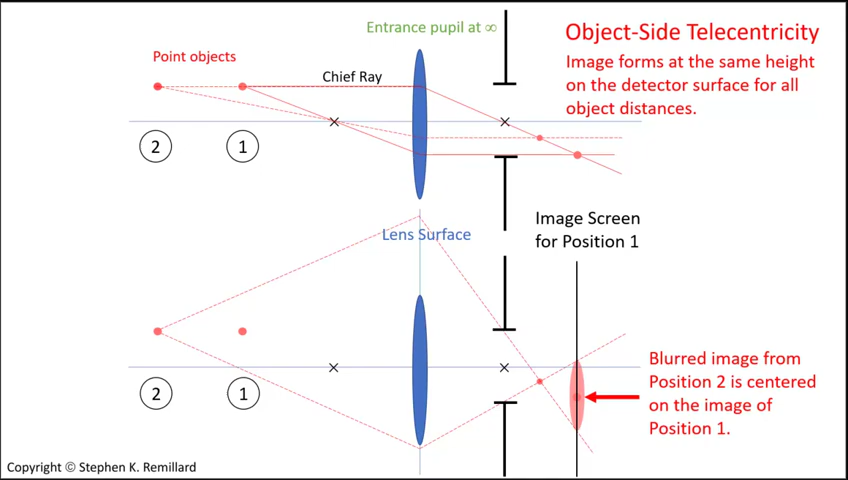 Entrance pupil at ∞
Object-Side Telecentricity
Image forms at the same height
on the detector surface for all
object distances.
Point objects
Chief Ray
2
1
Image Screen
for Position 1
Lens Surface
2
1
Blurred image from
Position 2 is centered
on the image of
Position 1.
Copyright © Stephen K. Remillard